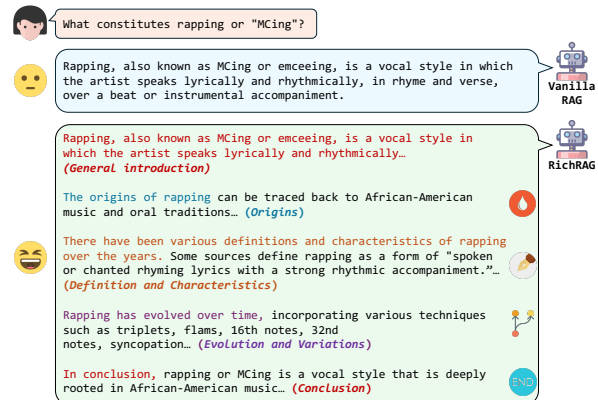 What constitutes rapping or "MCing"?
Rapping, also known as MCing or emceeing, is a vocal style in which
the artist speaks lyrically and rhythmically, in rhyme and verse,
over a beat or instrumental accompaniment.
Vanilla
RAG
Rapping, also known as MCing or emceeing, is a vocal style in
which the artist speaks lyrically and rhythmically…
(General introduction)
RichRAG
The origins of rapping can be traced back to African-American
music and oral traditions… (Origins)
There have been various definitions and characteristics of rapping
over the years. Some sources define rapping as a form of "spoken
or chanted rhyming lyrics with a strong rhythmic accompaniment.”…
(Definition and Characteristics)
Rapping has evolved over time, incorporating various techniques
such as triplets, flams, 16th notes, 32nd
notes, syncopation… (Evolution and Variations)
In conclusion, rapping or MCing is a vocal style that is deeply
rooted in African-American music… (Conclusion)
END